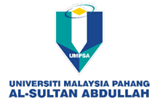 UMPSA
UNIVERSITI MALAYSIA PAHANG
AL-SULTAN ABDULLAH